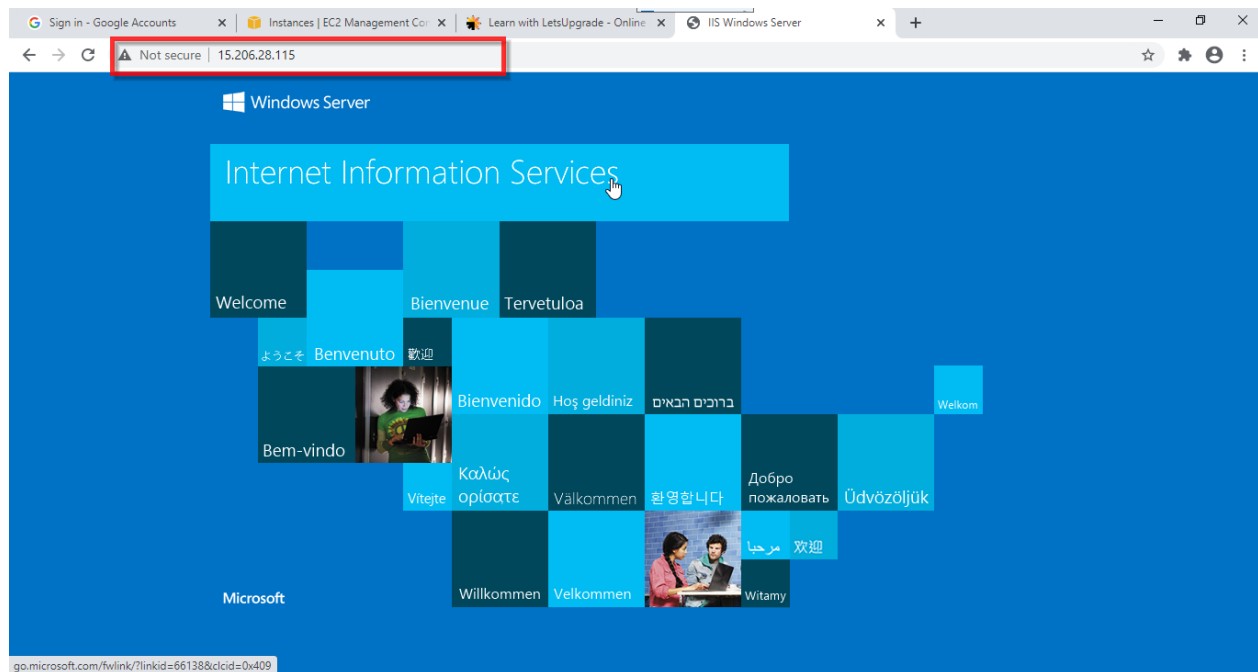 Sign in - Google Accounts
Instances | EC2 Management Con
Learn with LetsUpgrade - Online
IIS Windows Server
Not secure | 15.206.28.115
Windows Server
Internet Information Services
Welcome
Bienvenue
Tervetuloa
ようこそ
Benvenuto
歡迎
Bienvenido
Hoş geldiniz
ברוכים הבאים
Welkom
Bem-vindo
Vítejte
Καλώς
ορίσατε
Välkommen
환영합니다
Добро
пожаловать
Üdvözöljük
مرحبا
欢迎
Microsoft
Willkommen
Velkommen
Witamy
go.microsoft.com/fwlink/?linkid=66138&clcid=0x409